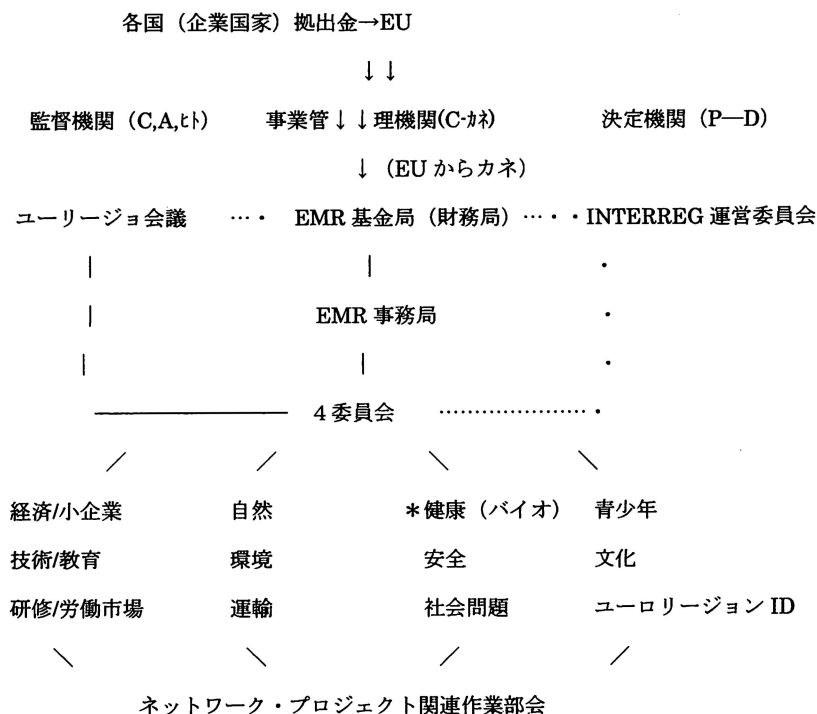 各国（企業国家）拠出金→EU
↓ ↓
監督機関（C,A,ﾋﾄ） 事業管↓ ↓理機関(C-ｶﾈ) 決定機関（P―D）
↓（EU からカネ）
ユーリージョ会議 …・ EMR 基金局（財務局）…・・INTERREG 運営委員会
| | ・
| EMR 事務局 ・
| | ・
―――――――― 4 委員会 …………………・
／ ／ ＼ ＼
経済/小企業 自然 ＊健康（バイオ） 青少年
技術/教育 環境 安全 文化
研修/労働市場 運輸 社会問題 ユーロリージョン ID
＼ ＼ ／ ／
ネットワーク・プロジェクト関連作業部会